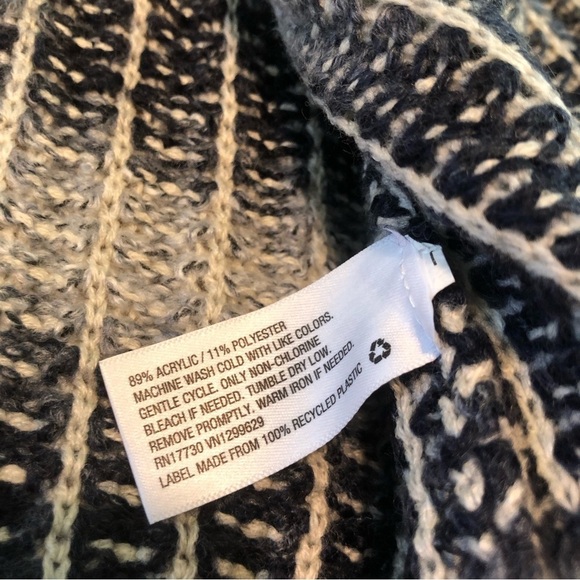 89% ACRYLIC / 11% POLYESTER
MACHINE WASH COLD WITH LIKE COLORS.
GENTLE CYCLE. ONLY NON-CHLORINE
BLEACH IF NEEDED. TUMBLE DRY LOW.
REMOVE PROMPTLY. WARM IRON IF NEEDED.
RN17730 VN1299629
LABEL MADE FROM 100% RECYCLED PLASTIC